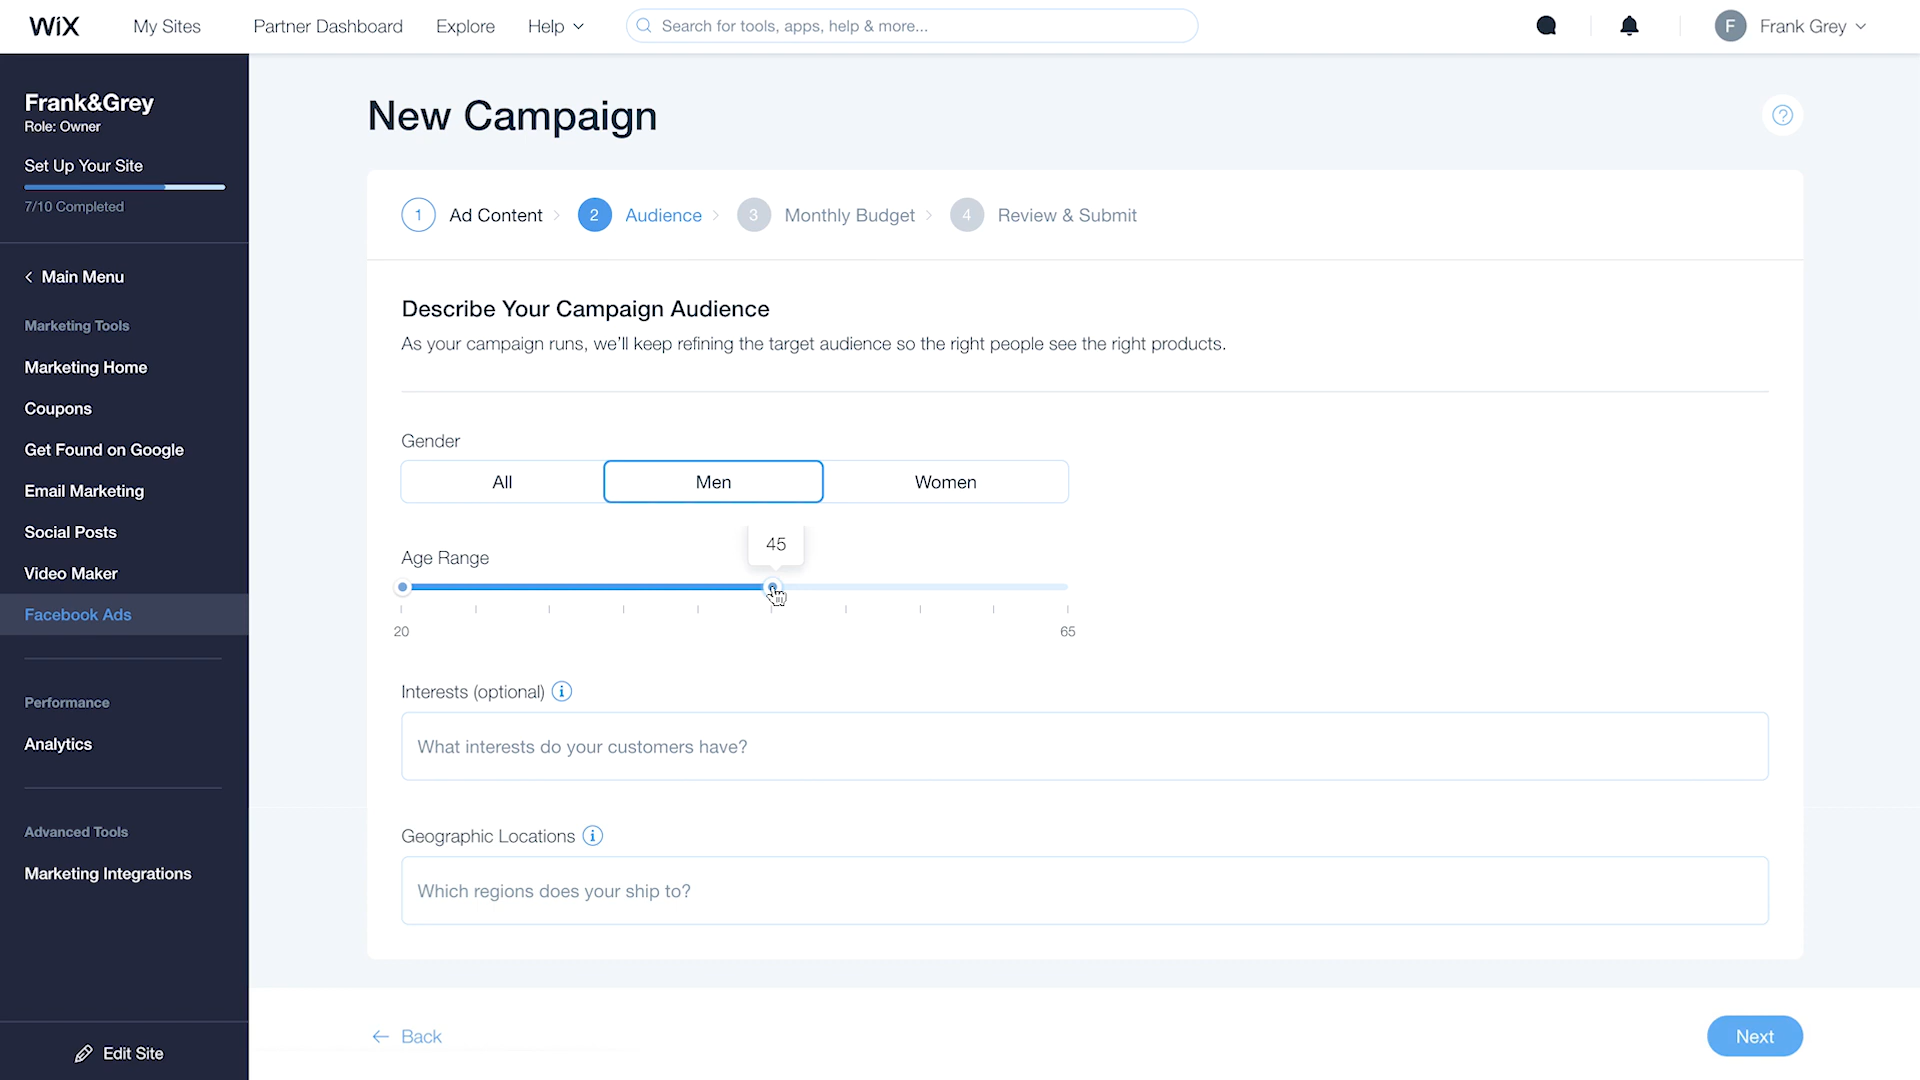 WiX
My Sites
Partner Dashboard
Explore
Help
Search for tools, apps, help & more...
F
Frank Grey
Frank&Grey
Role: Owner
Set Up Your Site
7/10 Completed
Main Menu
Marketing Tools
Marketing Home
Coupons
Get Found on Google
Email Marketing
Social Posts
Video Maker
Facebook Ads
Performance
Analytics
Advanced Tools
Marketing Integrations
Edit Site
New Campaign
?
1 Ad Content
2 Audience
3 Monthly Budget
4 Review & Submit
Describe Your Campaign Audience
As your campaign runs, we'll keep refining the target audience so the right people see the right products.
Gender
All
Men
Women
45
Age Range
20
65
Interests (optional) i
What interests do your customers have?
Geographic Locations i
Which regions does your ship to?
Back
Next